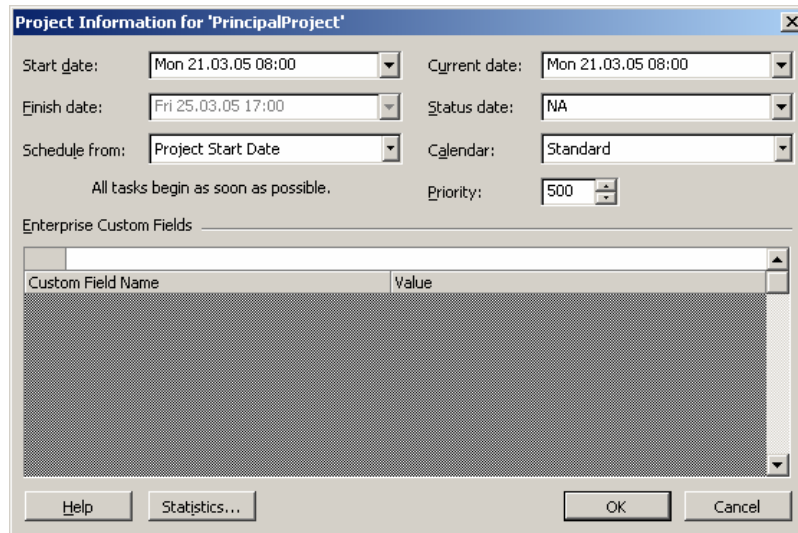 Project Information for 'PrincipalProject'
Start date: Mon 21.03.05 08:00 Current date: Mon 21.03.05 08:00
Finish date: Fri 25.03.05 17:00 Status date: NA
Schedule from: Project Start Date Calendar: Standard
All tasks begin as soon as possible. Priority: 500
Enterprise Custom Fields
Custom Field Name Value
Help Statistics... OK Cancel